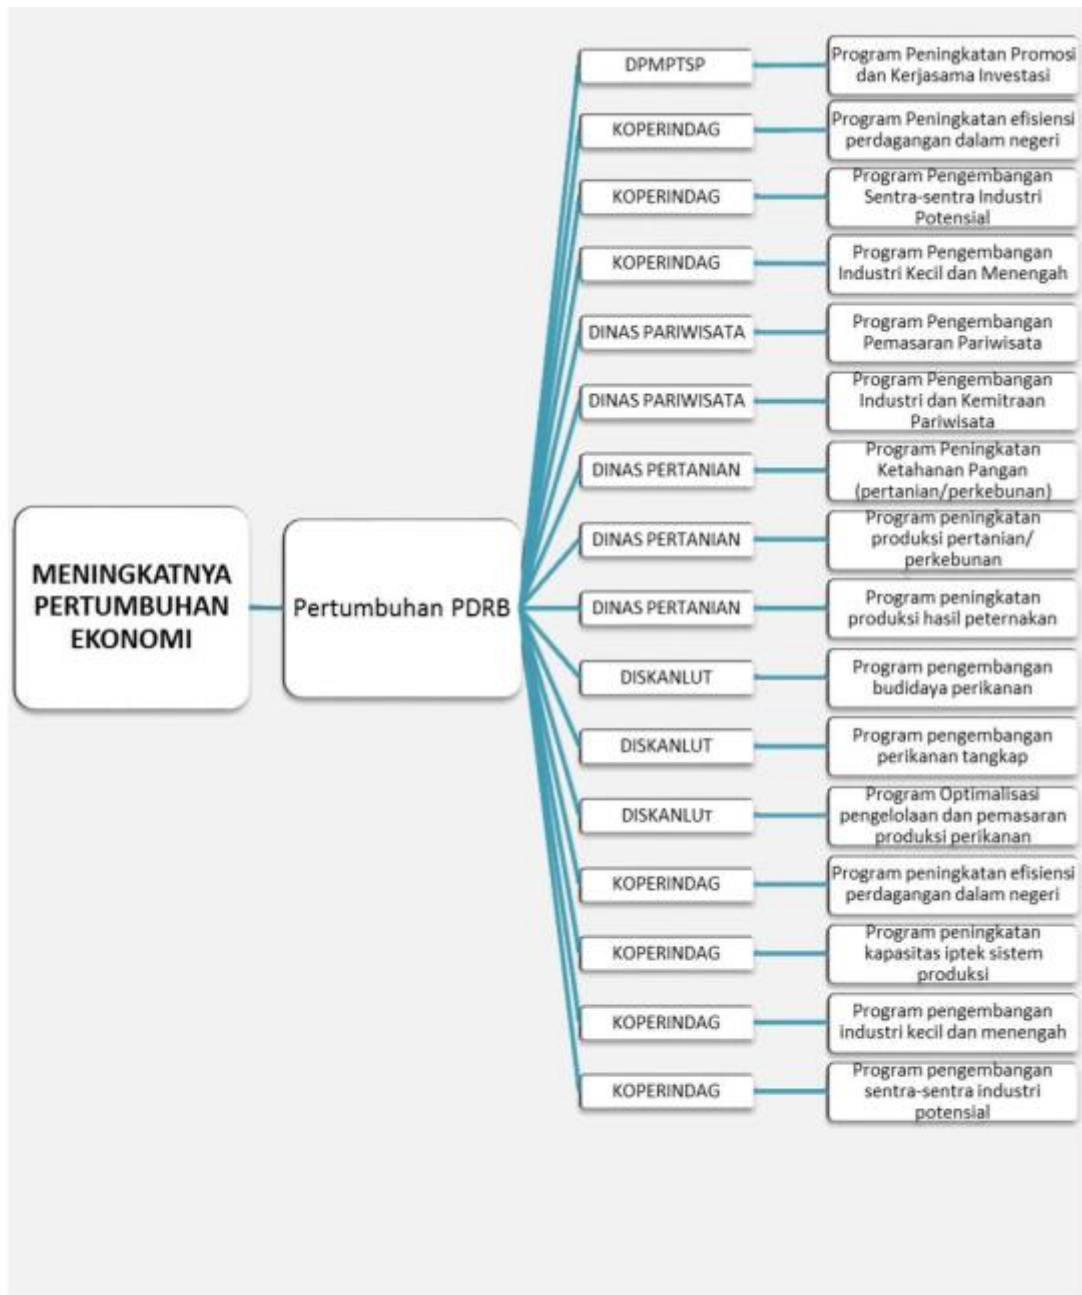 MENINGKATNYA
PERTUMBUHAN
EKONOMI
Pertumbuhan PDRB
DPMPTSP
Program Peningkatan Promosi
dan Kerjasama Investasi
KOPERINDAG
Program Peningkatan efisiensi
perdagangan dalam negeri
KOPERINDAG
Program Pengembangan
Sentra-sentra Industri
Potensial
KOPERINDAG
Program Pengembangan
Industri Kecil dan Menengah
DINAS PARIWISATA
Program Pengembangan
Pemasaran Pariwisata
DINAS PARIWISATA
Program Pengembangan
Industri dan Kemitraan
Pariwisata
DINAS PERTANIAN
Program Peningkatan
Ketahanan Pangan
(pertanian/perkebunan)
DINAS PERTANIAN
Program peningkatan
produksi pertanian/
perkebunan
DINAS PERTANIAN
Program peningkatan
produksi hasil peternakan
DISKANLUT
Program pengembangan
budidaya perikanan
DISKANLUT
Program pengembangan
perikanan tangkap
DISKANLUT
Program Optimalisasi
pengelolaan dan pemasaran
produksi perikanan
KOPERINDAG
Program peningkatan efisiensi
perdagangan dalam negeri
KOPERINDAG
Program peningkatan
kapasitas iptek sistem
produksi
KOPERINDAG
Program pengembangan
industri kecil dan menengah
KOPERINDAG
Program pengembangan
sentra-sentra industri
potensial